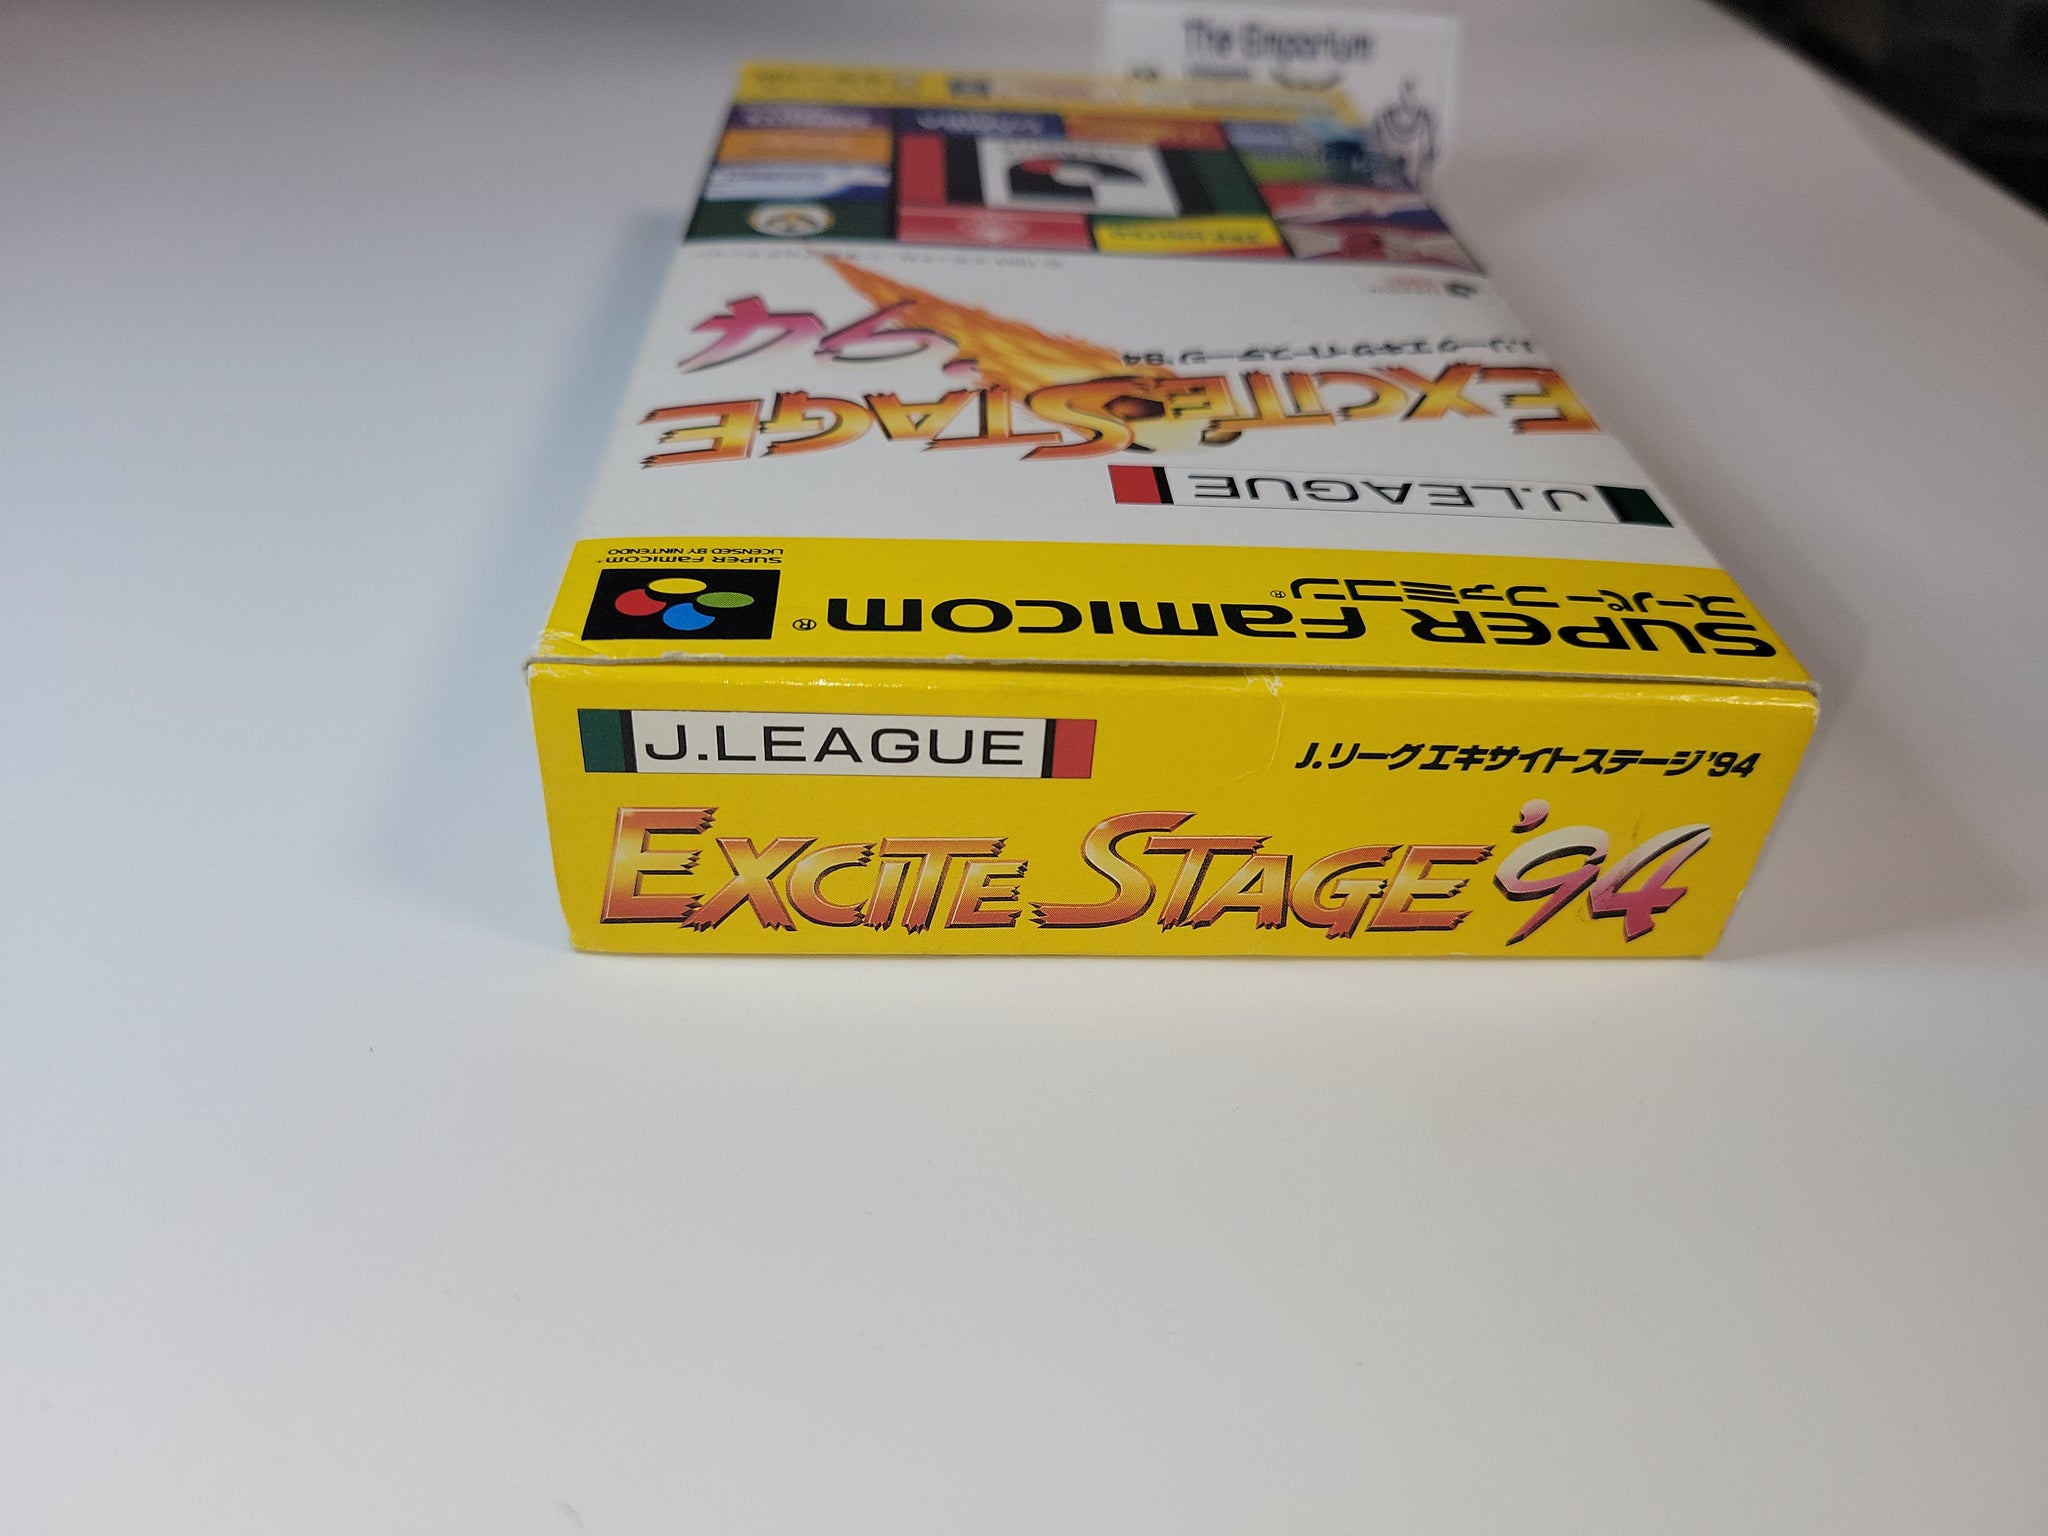 The Emporium
'94
J.リーグエキサイトステージ'94
EXCITE STAGE
J.LEAGUE
SUPER FAMICOM
LICENSED BY NINTENDO
スーパーファミコン®
SUPER FAMICOM®
J.LEAGUE
J.リーグエキサイトステージ'94
EXCITE STAGE '94